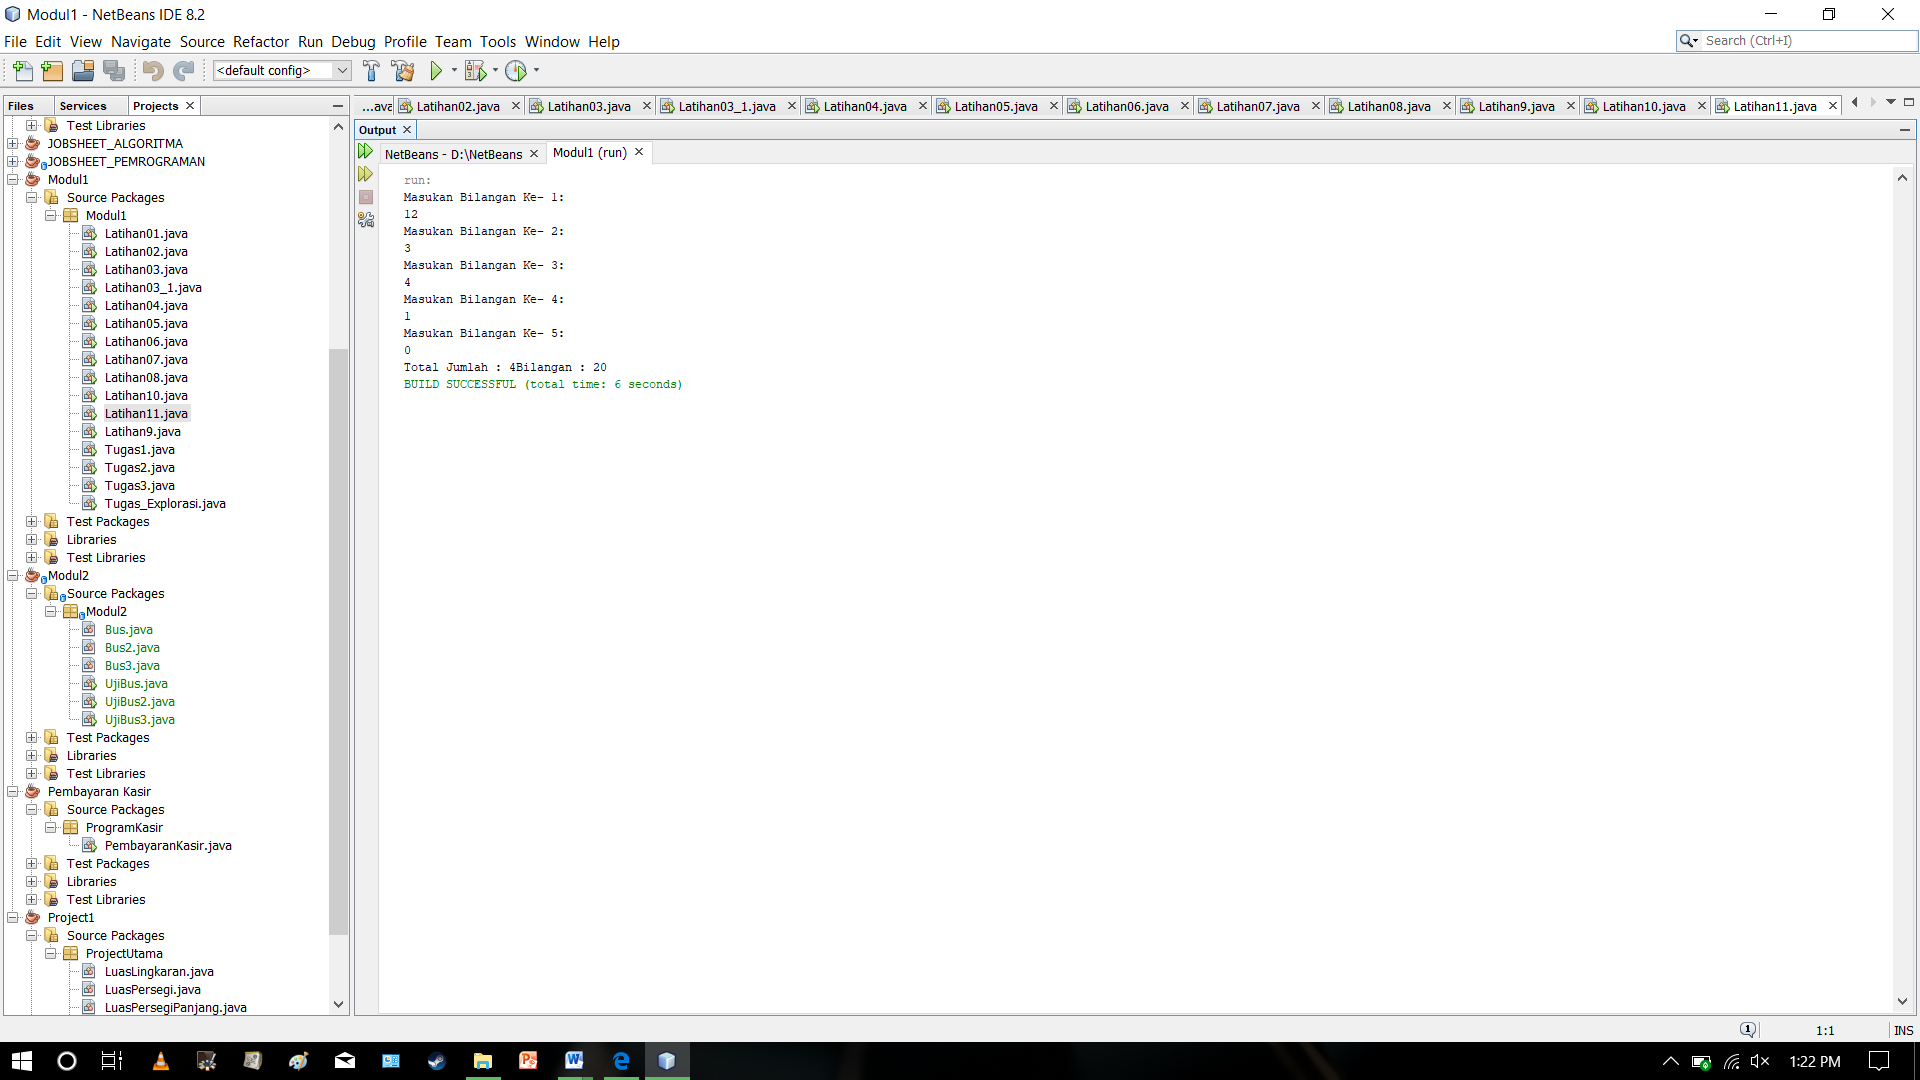 Modul1 - NetBeans IDE 8.2
File Edit View Navigate Source Refactor Run Debug Profile Team Tools Window Help
Search (Ctrl+I)
<default config>
Files Services Projects
...ava Latihan02.java Latihan03.java Latihan03_1.java Latihan04.java Latihan05.java Latihan06.java Latihan07.java Latihan08.java Latihan9.java Latihan10.java Latihan11.java
Test Libraries
JOBSHEET_ALGORITMA
JOBSHEET_PEMROGRAMAN
Modul1
Source Packages
Modul1
Latihan01.java
Latihan02.java
Latihan03.java
Latihan03_1.java
Latihan04.java
Latihan05.java
Latihan06.java
Latihan07.java
Latihan08.java
Latihan10.java
Latihan11.java
Latihan9.java
Tugas1.java
Tugas2.java
Tugas3.java
Tugas_Explorasi.java
Test Packages
Libraries
Test Libraries
Modul2
Source Packages
Modul2
Bus.java
Bus2.java
Bus3.java
UjiBus.java
UjiBus2.java
UjiBus3.java
Test Packages
Libraries
Test Libraries
Pembayaran Kasir
Source Packages
ProgramKasir
PembayaranKasir.java
Test Packages
Libraries
Test Libraries
Project1
Source Packages
ProjectUtama
LuasLingkaran.java
LuasPersegi.java
LuasPersegiPanjang.java
Output
NetBeans - D:\NetBeans Modul1 (run)
run:
Masukan Bilangan Ke- 1:
12
Masukan Bilangan Ke- 2:
3
Masukan Bilangan Ke- 3:
4
Masukan Bilangan Ke- 4:
1
Masukan Bilangan Ke- 5:
0
Total Jumlah : 4Bilangan : 20
BUILD SUCCESSFUL (total time: 6 seconds)
1:1 INS
1:22 PM